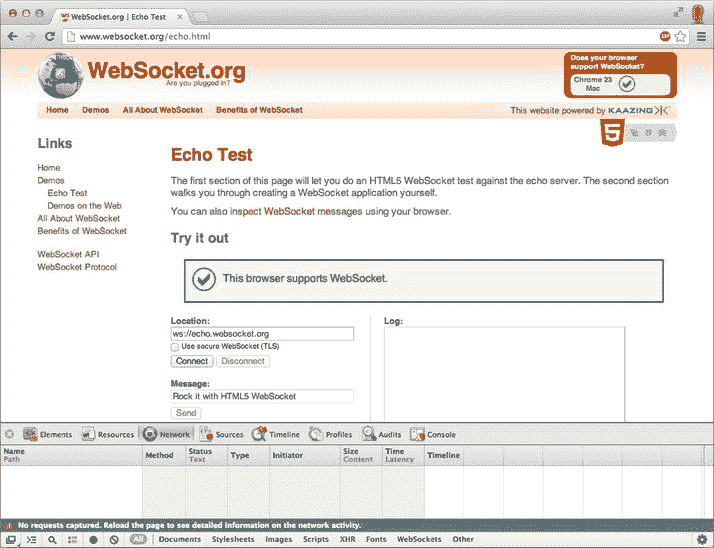 WebSocket.org | Echo Test
www.websocket.org/echo.html
WebSocket.org
Are you plugged in?
Does your browser
support WebSocket?
Chrome 23
Mac
Home Demos All About WebSocket Benefits of WebSocket
This website powered by KAAZING
5
Links
Home
Demos
Echo Test
Demos on the Web
All About WebSocket
Benefits of WebSocket
WebSocket API
WebSocket Protocol
Echo Test
The first section of this page will let you do an HTML5 WebSocket test against the echo server. The second section
walks you through creating a WebSocket application yourself.
You can also inspect WebSocket messages using your browser.
Try it out
This browser supports WebSocket.
Location:
ws://echo.websocket.org
Use secure WebSocket (TLS)
Connect Disconnect
Message:
Rock it with HTML5 WebSocket
Send
Log:
Elements Resources Network Sources Timeline Profiles Audits Console
Name Method Status Type Initiator Size Time Timeline
Path Text Content Latency
No requests captured. Reload the page to see detailed information on the network activity.
All Documents Stylesheets Images Scripts XHR Fonts WebSockets Other